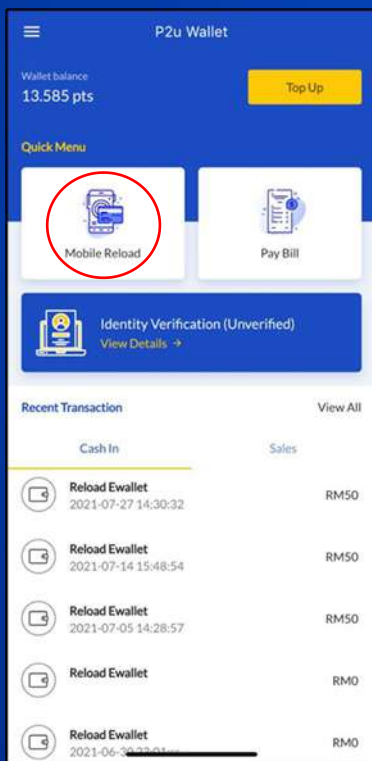 P2u Wallet
Wallet balance
13.585 pts
Top Up
Quick Menu
Mobile Reload
Pay Bill
Identity Verification (Unverified)
View Details →
Recent Transaction
View All
Cash In
Sales
Reload Ewallet
2021-07-27 14:30:32
RM50
Reload Ewallet
2021-07-14 15:48:54
RM50
Reload Ewallet
2021-07-05 14:28:57
RM50
Reload Ewallet
RM0
Reload Ewallet
2021-06-30
RM0